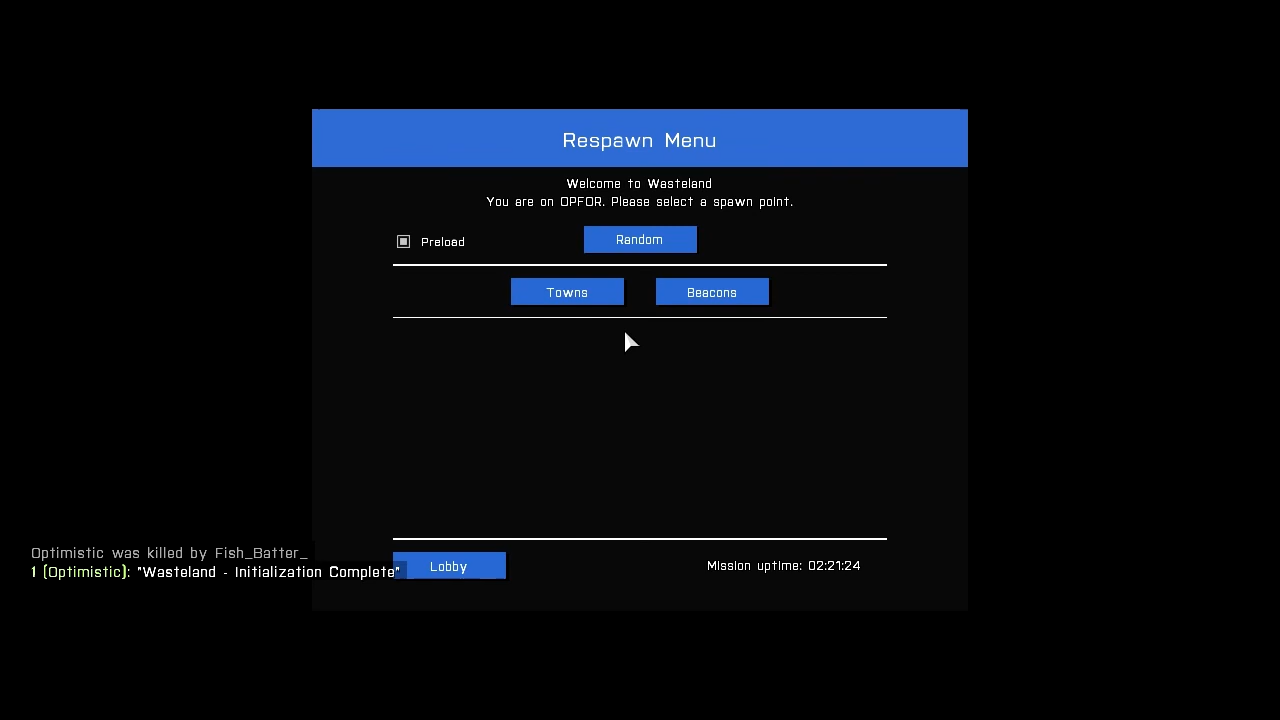 Respawn Menu
Welcome to Wasteland
You are on OPFOR. Please select a spawn point.
Preload
Random
Towns
Beacons
Optimistic was killed by Fish_Batter_
1 (Optimistic): "Wasteland - Initialization Complete"
Lobby
Mission uptime: 02:21:24